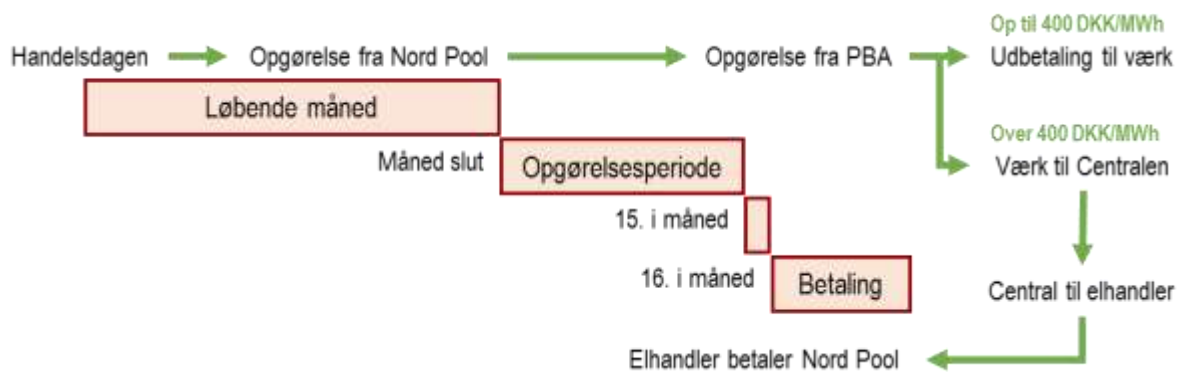 Op til 400 DKK/MWh
Handelsdagen
Opgørelse fra Nord Pool
Opgørelse fra PBA
Udbetaling til værk
Løbende måned
Over 400 DKK/MWh
Måned slut
Opgørelsesperiode
Værk til Centralen
15. i måned
16. i måned
Betaling
Central til elhandler
Elhandler betaler Nord Pool